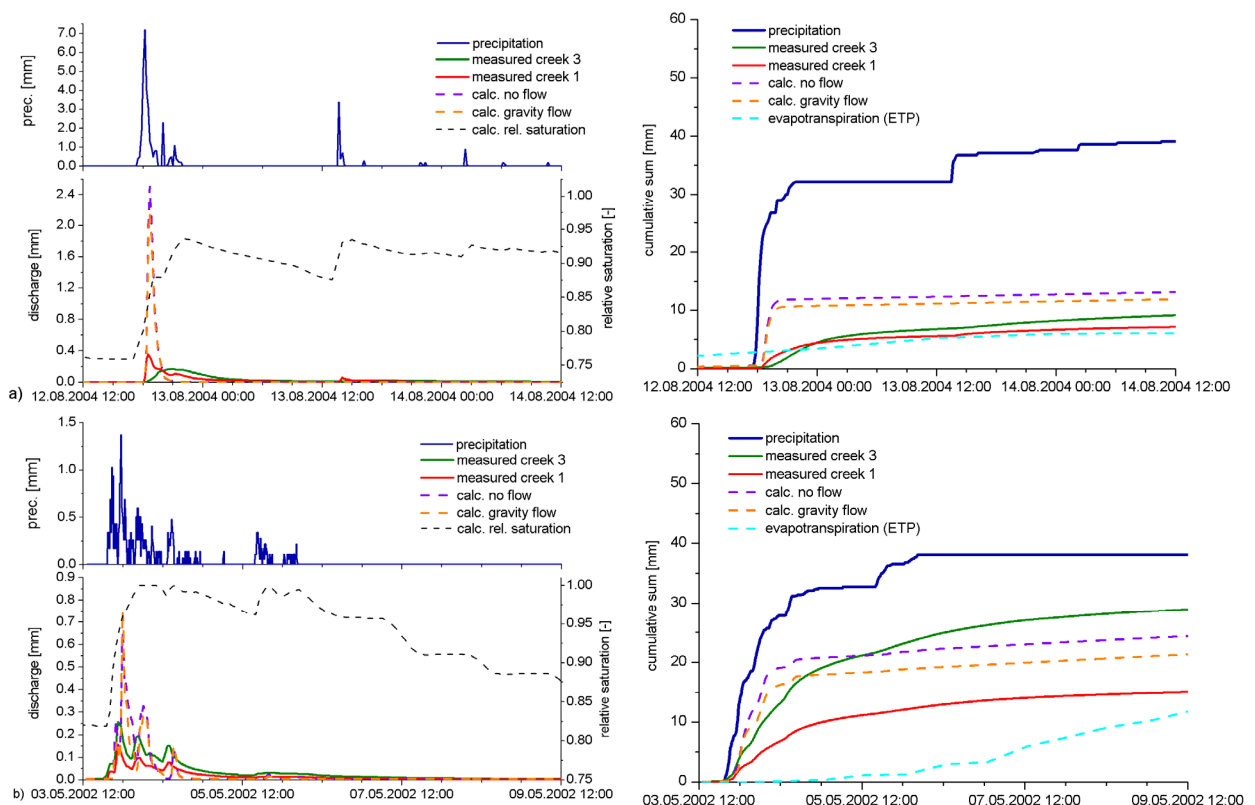 7.0
6.0
5.0
4.0
3.0
2.0
1.0
0.0
prec. [mm]
precipitation
measured creek 3
measured creek 1
calc. no flow
calc. gravity flow
calc. rel. saturation
2.4
2.0
1.6
1.2
0.8
0.4
0.0
discharge [mm]
1.00
0.95
0.90
0.85
0.80
0.75
relative saturation [-]
12.08.2004 12:00
13.08.2004 00:00
13.08.2004 12:00
14.08.2004 00:00
14.08.2004 12:00
a)
60
50
40
30
20
10
0
cumulative sum [mm]
precipitation
measured creek 3
measured creek 1
calc. no flow
calc. gravity flow
evapotranspiration (ETP)
12.08.2004 12:00
13.08.2004 00:00
13.08.2004 12:00
14.08.2004 00:00
14.08.2004 12:00
1.5
1.0
0.5
0.0
prec. [mm]
precipitation
measured creek 3
measured creek 1
calc. no flow
calc. gravity flow
calc. rel. saturation
0.9
0.8
0.7
0.6
0.5
0.4
0.3
0.2
0.1
0.0
discharge [mm]
1.00
0.95
0.90
0.85
0.80
0.75
relative saturation [-]
03.05.2002 12:00
05.05.2002 12:00
07.05.2002 12:00
09.05.2002 12:00
b)
60
50
40
30
20
10
0
cumulative sum [mm]
precipitation
measured creek 3
measured creek 1
calc. no flow
calc. gravity flow
evapotranspiration (ETP)
03.05.2002 12:00
05.05.2002 12:00
07.05.2002 12:00
09.05.2002 12:00